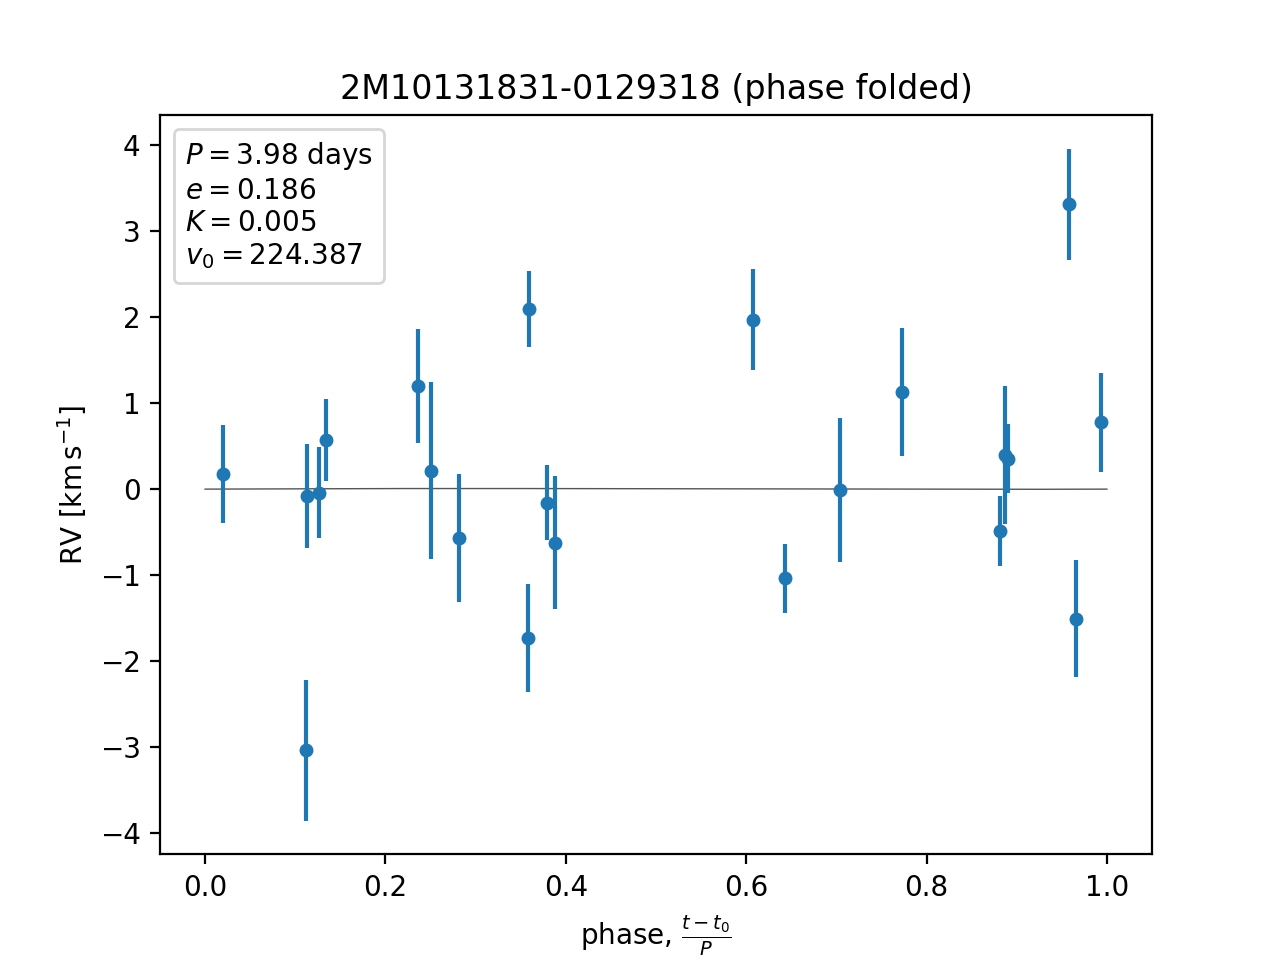 2M10131831-0129318 (phase folded)
P = 3.98 days
e = 0.186
K = 0.005
v₀ = 224.387
4
3
2
1
0
−1
−2
−3
−4
RV [km s⁻¹]
0.0 0.2 0.4 0.6 0.8 1.0
phase, (t − t₀)/P